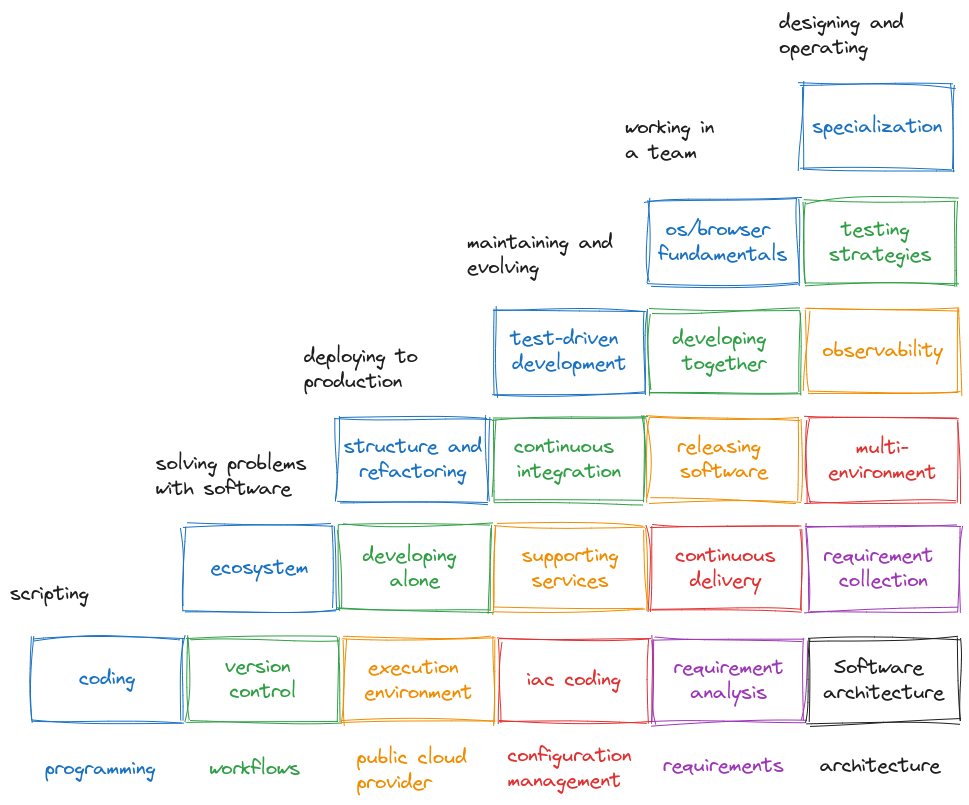 designing and
operating
specialization
working in
a team
os/browser
fundamentals
testing
strategies
maintaining and
evolving
test-driven
development
developing
together
observability
deploying to
production
structure and
refactoring
continuous
integration
releasing
software
multi-
environment
solving problems
with software
ecosystem
developing
alone
supporting
services
continuous
delivery
requirement
collection
scripting
coding
version
control
execution
environment
iac coding
requirement
analysis
Software
architecture
programming
workflows
public cloud
provider
configuration
management
requirements
architecture